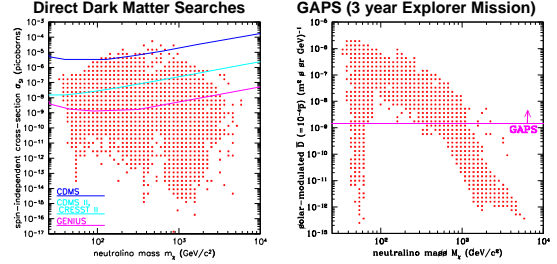 Direct Dark Matter Searches
GAPS (3 year Explorer Mission)
spin-independent cross-section σSI (picobarns)
10-4
10-5
10-6
10-7
10-8
10-9
10-10
10-11
10-12
10-13
10-14
10-15
10-16
10-17
CDMS
CDMS II,
CRESST II
GENIUS
10²
10³
10⁴
neutralino mass mχ (GeV/c²)
solar-modulated D̅
(m² s sr GeV)-1
10-6
10-7
10-8
10-9
10-10
10-11
10-12
10-13
GAPS
10²
10³
10⁴
neutralino mass Mχ (GeV/c²)